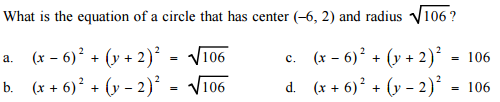 What is the equation of a circle that has center (–6, 2) and radius √106?
a. (x – 6)² + (y + 2)² = √106
c. (x – 6)² + (y + 2)² = 106
b. (x + 6)² + (y – 2)² = √106
d. (x + 6)² + (y – 2)² = 106